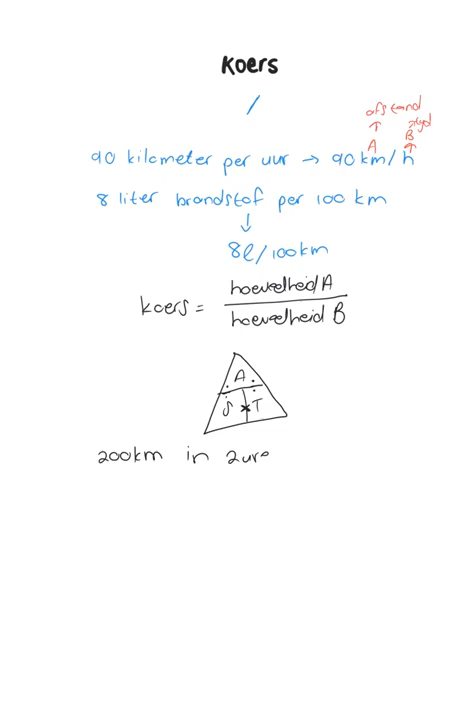 Koers
/
afstand
tyd
A
B
90 kilometer per uur → 90 km/h
8 liter brandstof per 100 km
8l/100km
koers = hoeveelheid A
hoeveelheid B
A
S × T
200km in 2ure